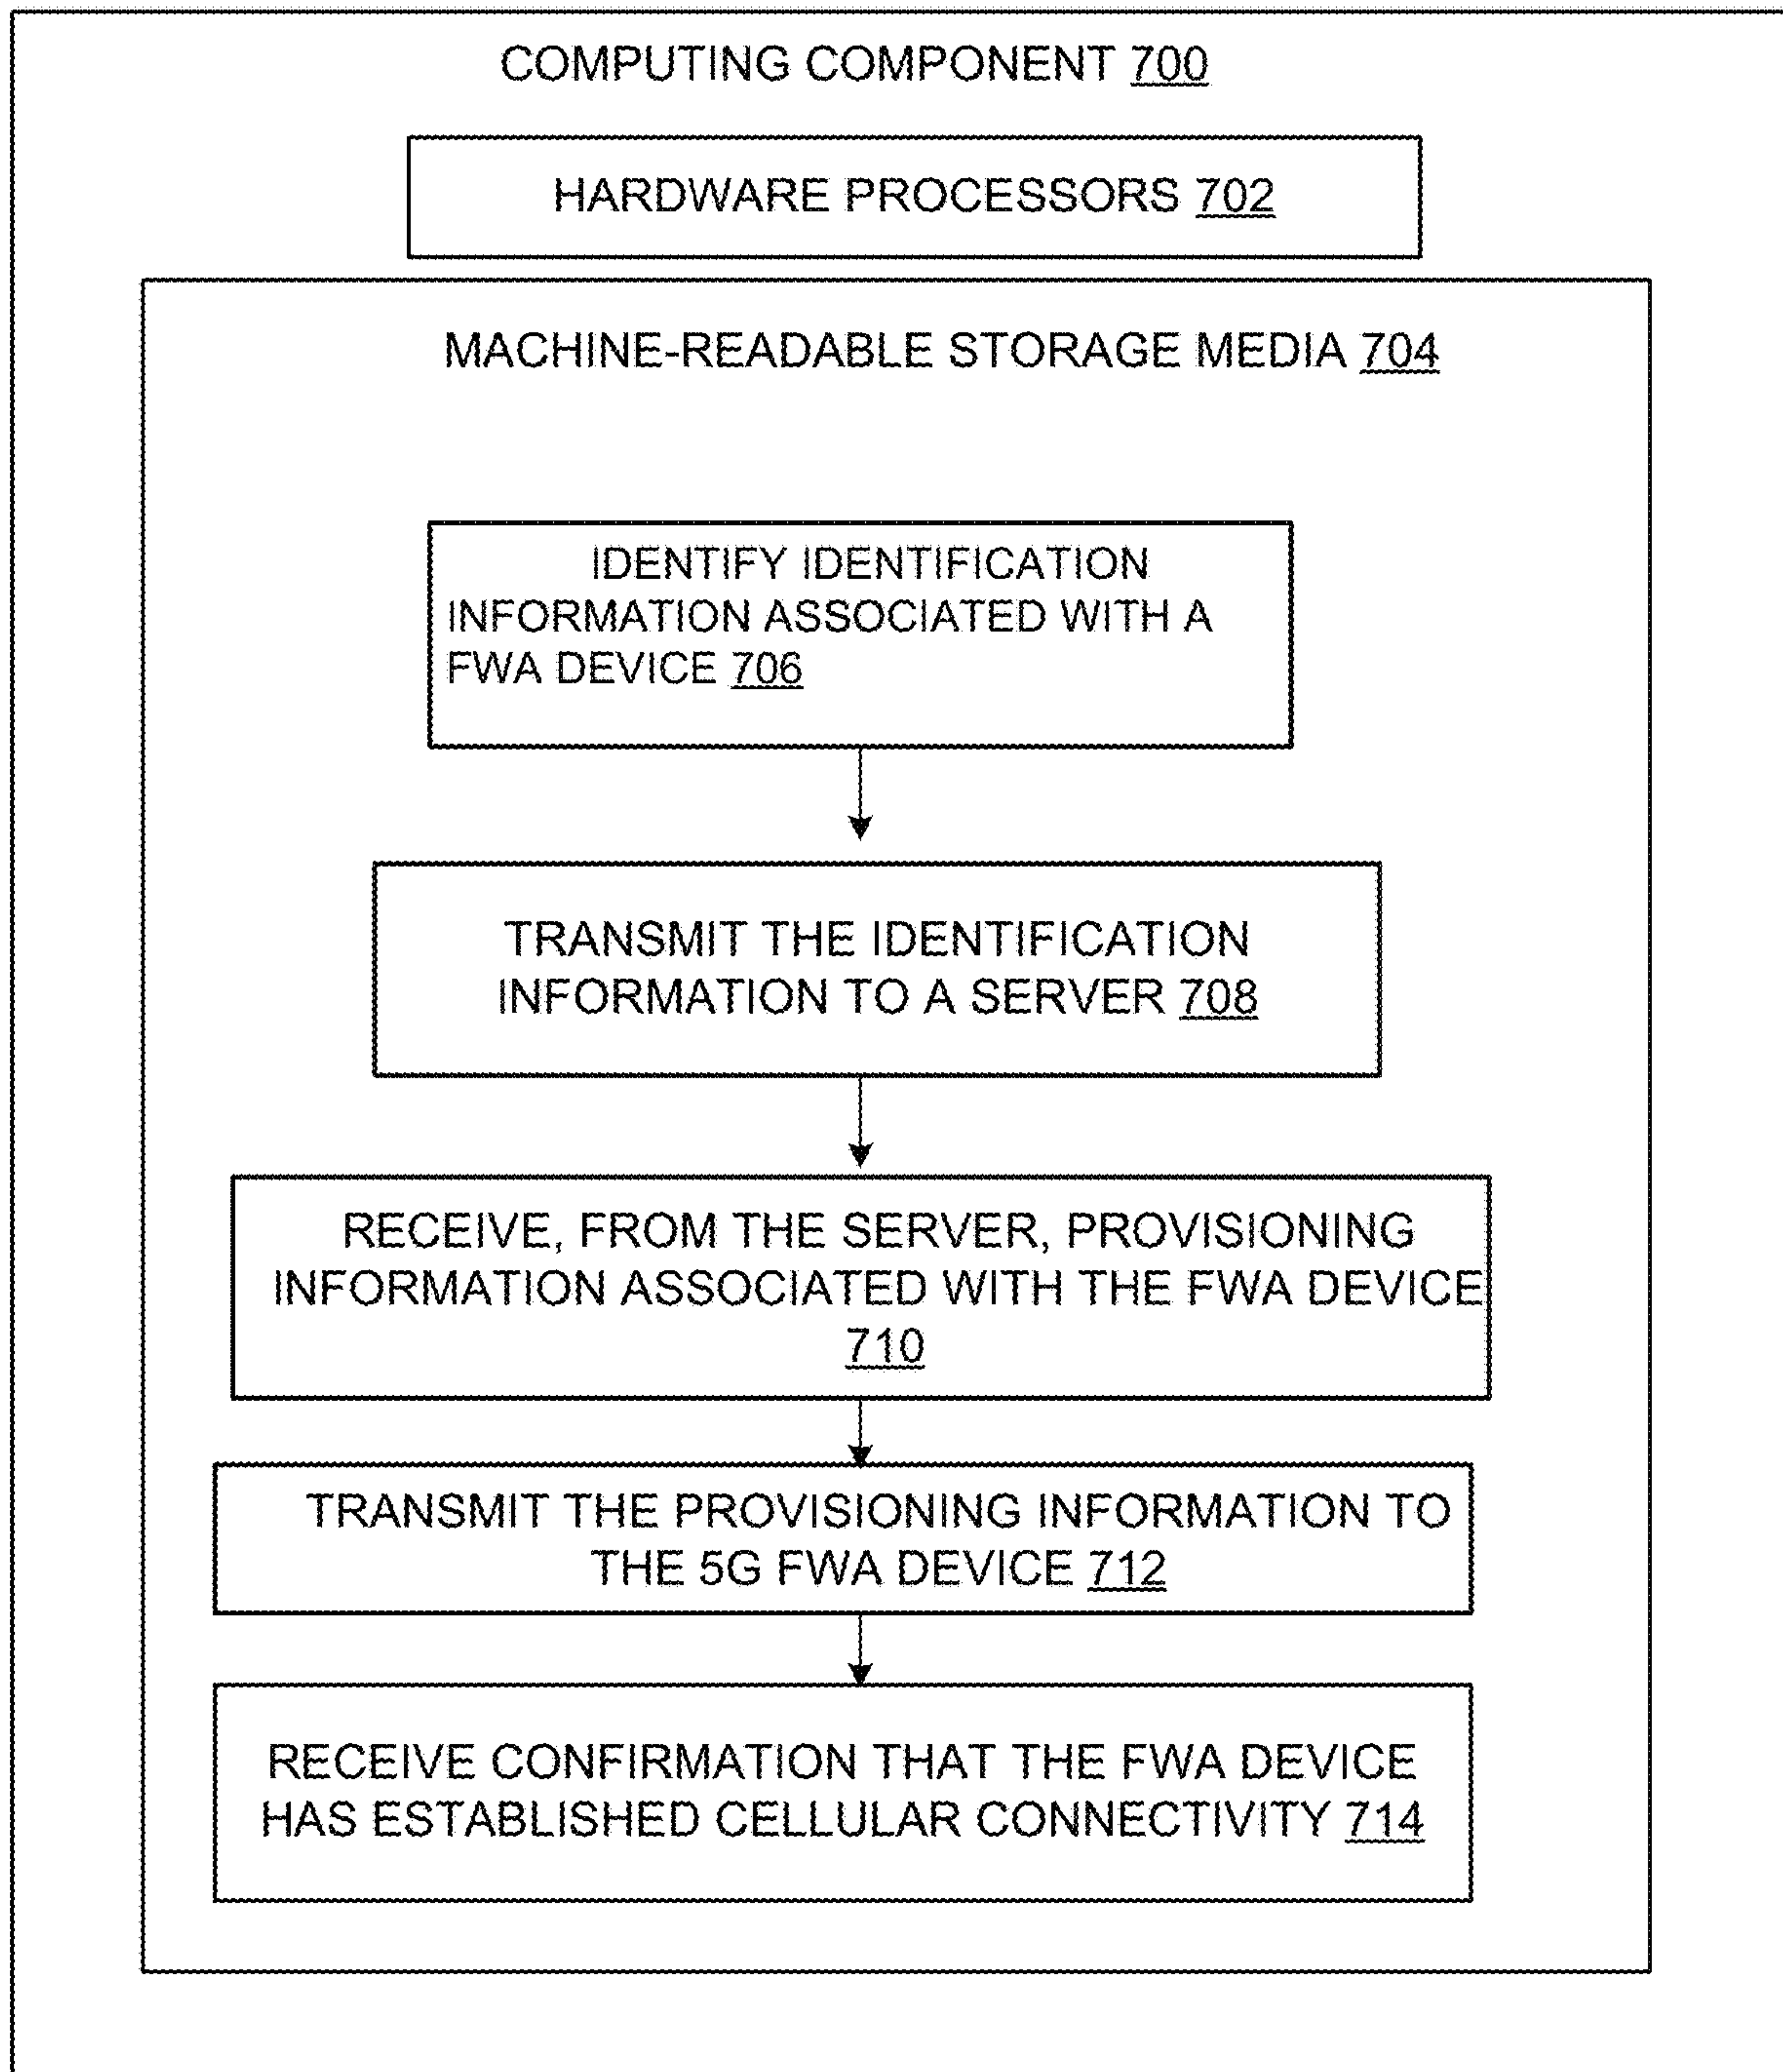 COMPUTING COMPONENT 700
HARDWARE PROCESSORS 702
MACHINE-READABLE STORAGE MEDIA 704
IDENTIFY IDENTIFICATION
INFORMATION ASSOCIATED WITH A
FWA DEVICE 706
TRANSMIT THE IDENTIFICATION
INFORMATION TO A SERVER 708
RECEIVE, FROM THE SERVER, PROVISIONING
INFORMATION ASSOCIATED WITH THE FWA DEVICE
710
TRANSMIT THE PROVISIONING INFORMATION TO
THE 5G FWA DEVICE 712
RECEIVE CONFIRMATION THAT THE FWA DEVICE
HAS ESTABLISHED CELLULAR CONNECTIVITY 714